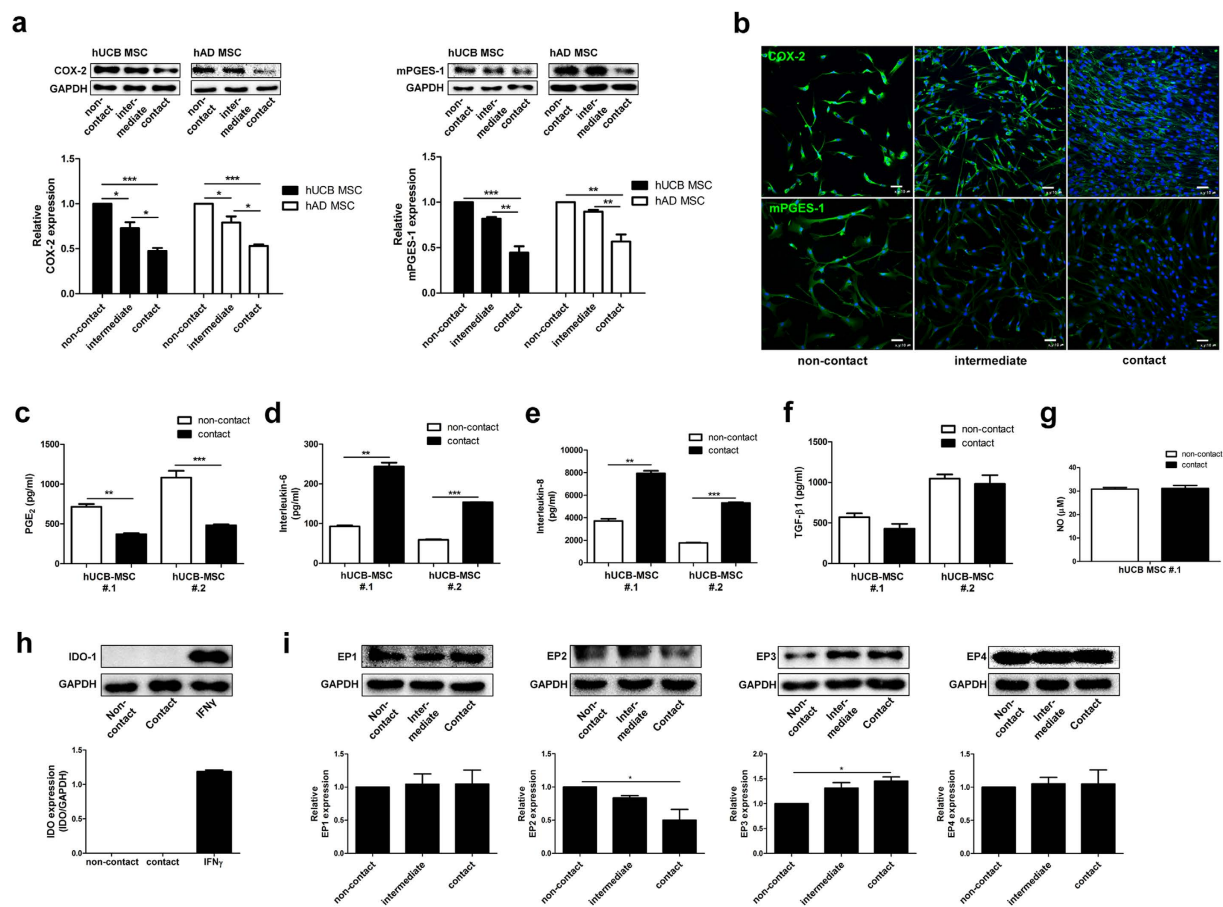 a
hUCB MSC
hAD MSC
COX-2
GAPDH
non-
contact
inter-
mediate
contact
non-
contact
inter-
mediate
contact
1.5
1.0
0.5
0.0
Relative
COX-2 expression
***
*
*
***
*
*
hUCB MSC
hAD MSC
non-contact
intermediate
contact
non-contact
intermediate
contact
hUCB MSC
hAD MSC
mPGES-1
GAPDH
non-
contact
inter-
mediate
contact
non-
contact
inter-
mediate
contact
1.5
1.0
0.5
0.0
Relative
mPGES-1 expression
***
**
**
**
hUCB MSC
hAD MSC
non-contact
intermediate
contact
non-contact
intermediate
contact
b
COX-2
mPGES-1
non-contact
intermediate
contact
c
non-contact
contact
1500
1000
500
0
PGE2 (pg/ml)
**
***
hUCB-MSC
#.1
hUCB-MSC
#.2
d
non-contact
contact
300
200
100
0
Interleukin-6
(pg/ml)
**
***
hUCB-MSC
#.1
hUCB-MSC
#.2
e
non-contact
contact
10000
8000
6000
4000
2000
0
Interleukin-8
(pg/ml)
**
***
hUCB-MSC
#.1
hUCB-MSC
#.2
f
non-contact
contact
1500
1000
500
0
TGF-β1 (pg/ml)
hUCB-MSC
#.1
hUCB-MSC
#.2
g
non-contact
contact
40
30
20
10
0
NO (μM)
hUCB MSC #.1
h
IDO-1
GAPDH
Non-
contact
Contact
IFNγ
1.5
1.0
0.5
0.0
IDO expression
(IDO/GAPDH)
non-contact
contact
IFNγ
i
EP1
GAPDH
Non-
contact
Inter-
mediate
Contact
1.5
1.0
0.5
0.0
Relative
EP1 expression
non-contact
intermediate
contact
EP2
GAPDH
Non-
contact
Inter-
mediate
Contact
1.5
1.0
0.5
0.0
Relative
EP2 expression
*
non-contact
intermediate
contact
EP3
GAPDH
Non-
contact
Inter-
mediate
Contact
2.0
1.5
1.0
0.5
0.0
Relative
EP3 expression
*
non-contact
intermediate
contact
EP4
GAPDH
Non-
contact
Inter-
mediate
Contact
1.5
1.0
0.5
0.0
Relative
EP4 expression
non-contact
intermediate
contact